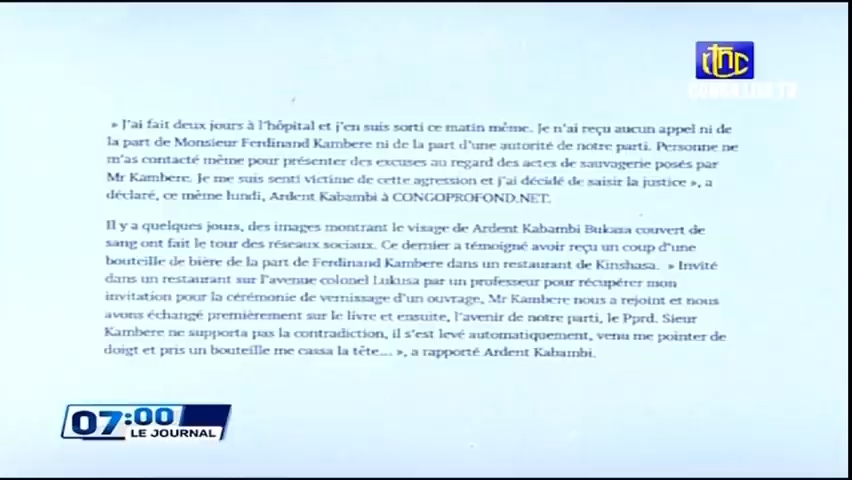 RTNC
CONGO LIVE TV
» J'ai fait deux jours à l'hôpital et j'en suis sorti ce matin même. Je n'ai reçu aucun appel ni de
la part de Monsieur Ferdinand Kambere ni de la part d'une autorité de notre parti. Personne ne
m'as contacté même pour présenter des excuses au regard des actes de sauvagerie posés par
Mr Kambere. Je me suis senti victime de cette agression et j'ai décidé de saisir la justice », a
déclaré, ce même lundi, Ardent Kabambi à CONGOPROFOND.NET.
Il y a quelques jours, des images montrant le visage de Ardent Kabambi Bukasa couvert de
sang ont fait le tour des réseaux sociaux. Ce dernier a témoigné avoir reçu un coup d'une
bouteille de bière de la part de Ferdinand Kambere dans un restaurant de Kinshasa. » Invité
dans un restaurant sur l'avenue colonel Lukusa par un professeur pour récupérer mon
invitation pour la cérémonie de vernissage d'un ouvrage, Mr Kambere nous a rejoint et nous
avons échangé premièrement sur le livre et ensuite, l'avenir de notre parti, le Pprd. Sieur
Kambere ne supporta pas la contradiction, il s'est levé automatiquement, venu me pointer de
doigt et pris un bouteille me cassa la tête... », a rapporté Ardent Kabambi.
07:00
LE JOURNAL